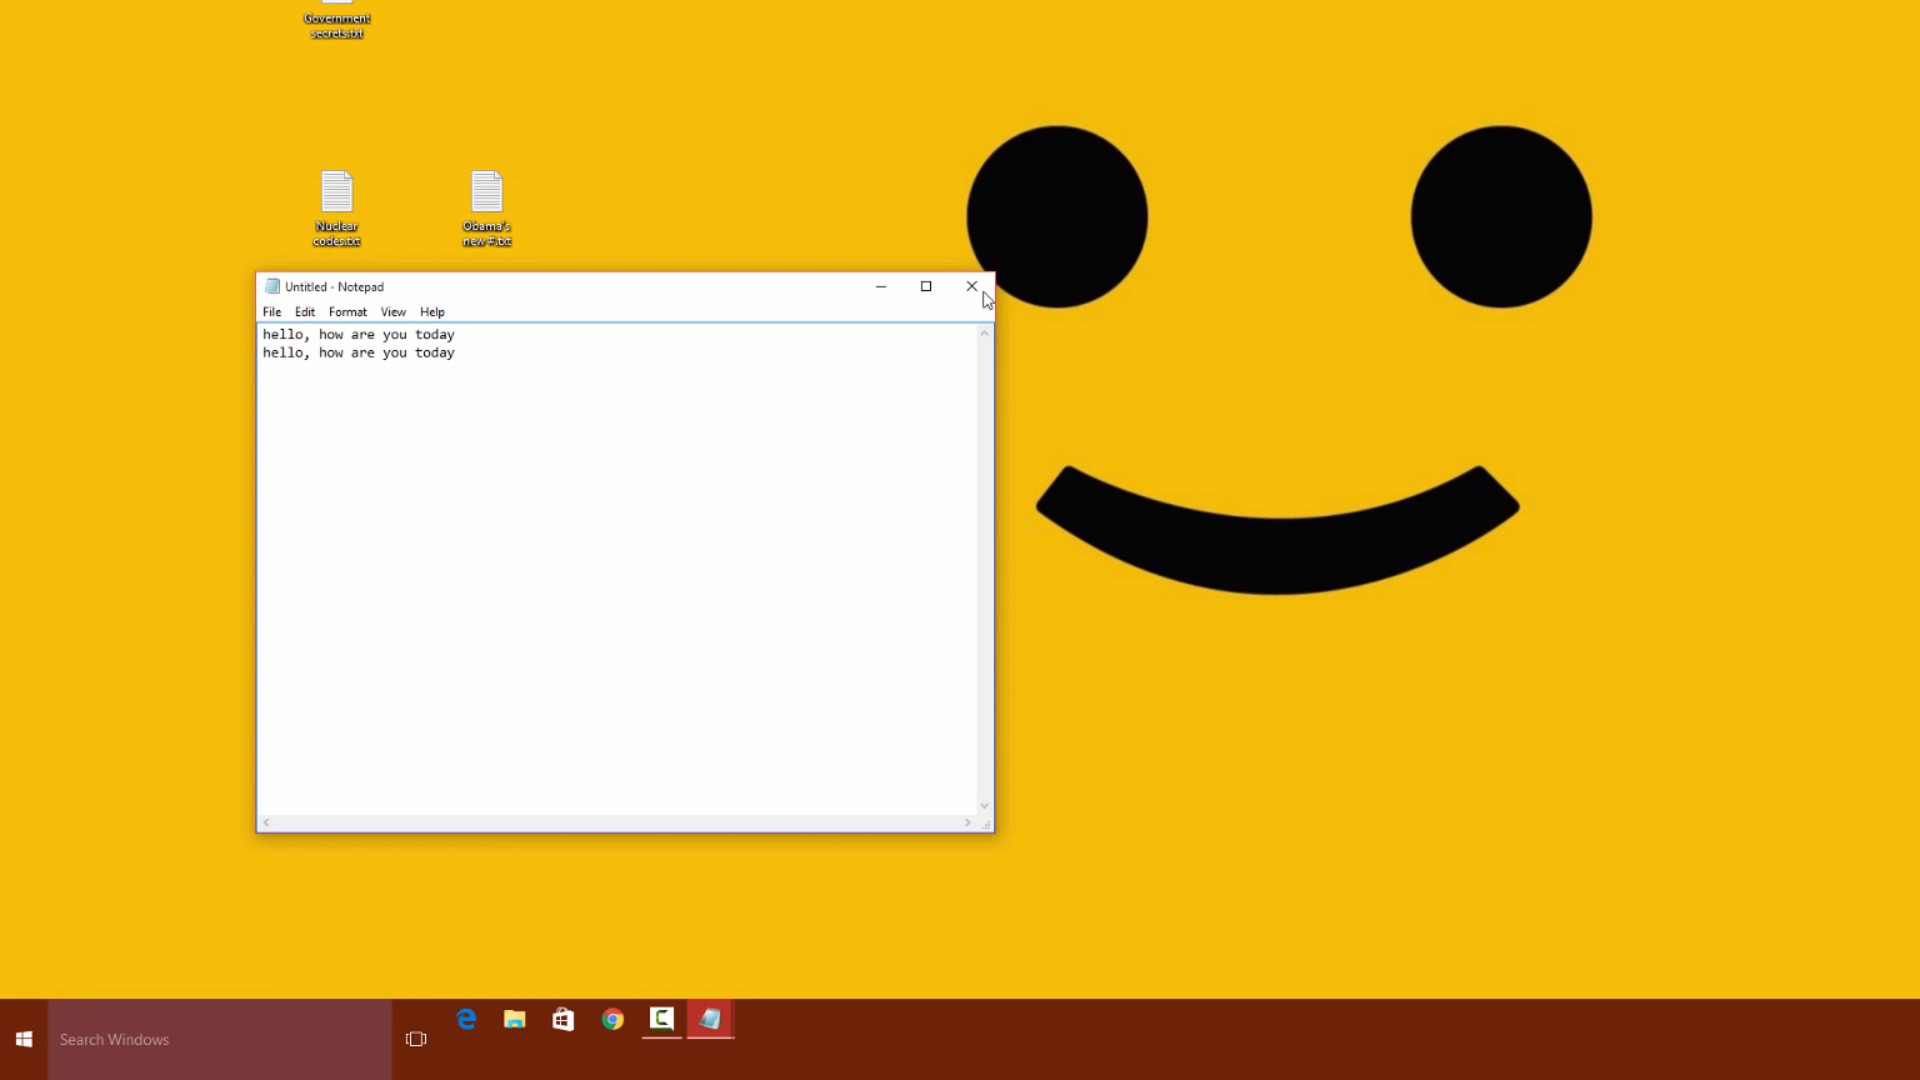 Government
secrets.txt
Nuclear
codes.txt
Obama's
new #.txt
Untitled - Notepad
File Edit Format View Help
hello, how are you today
hello, how are you today
Search Windows